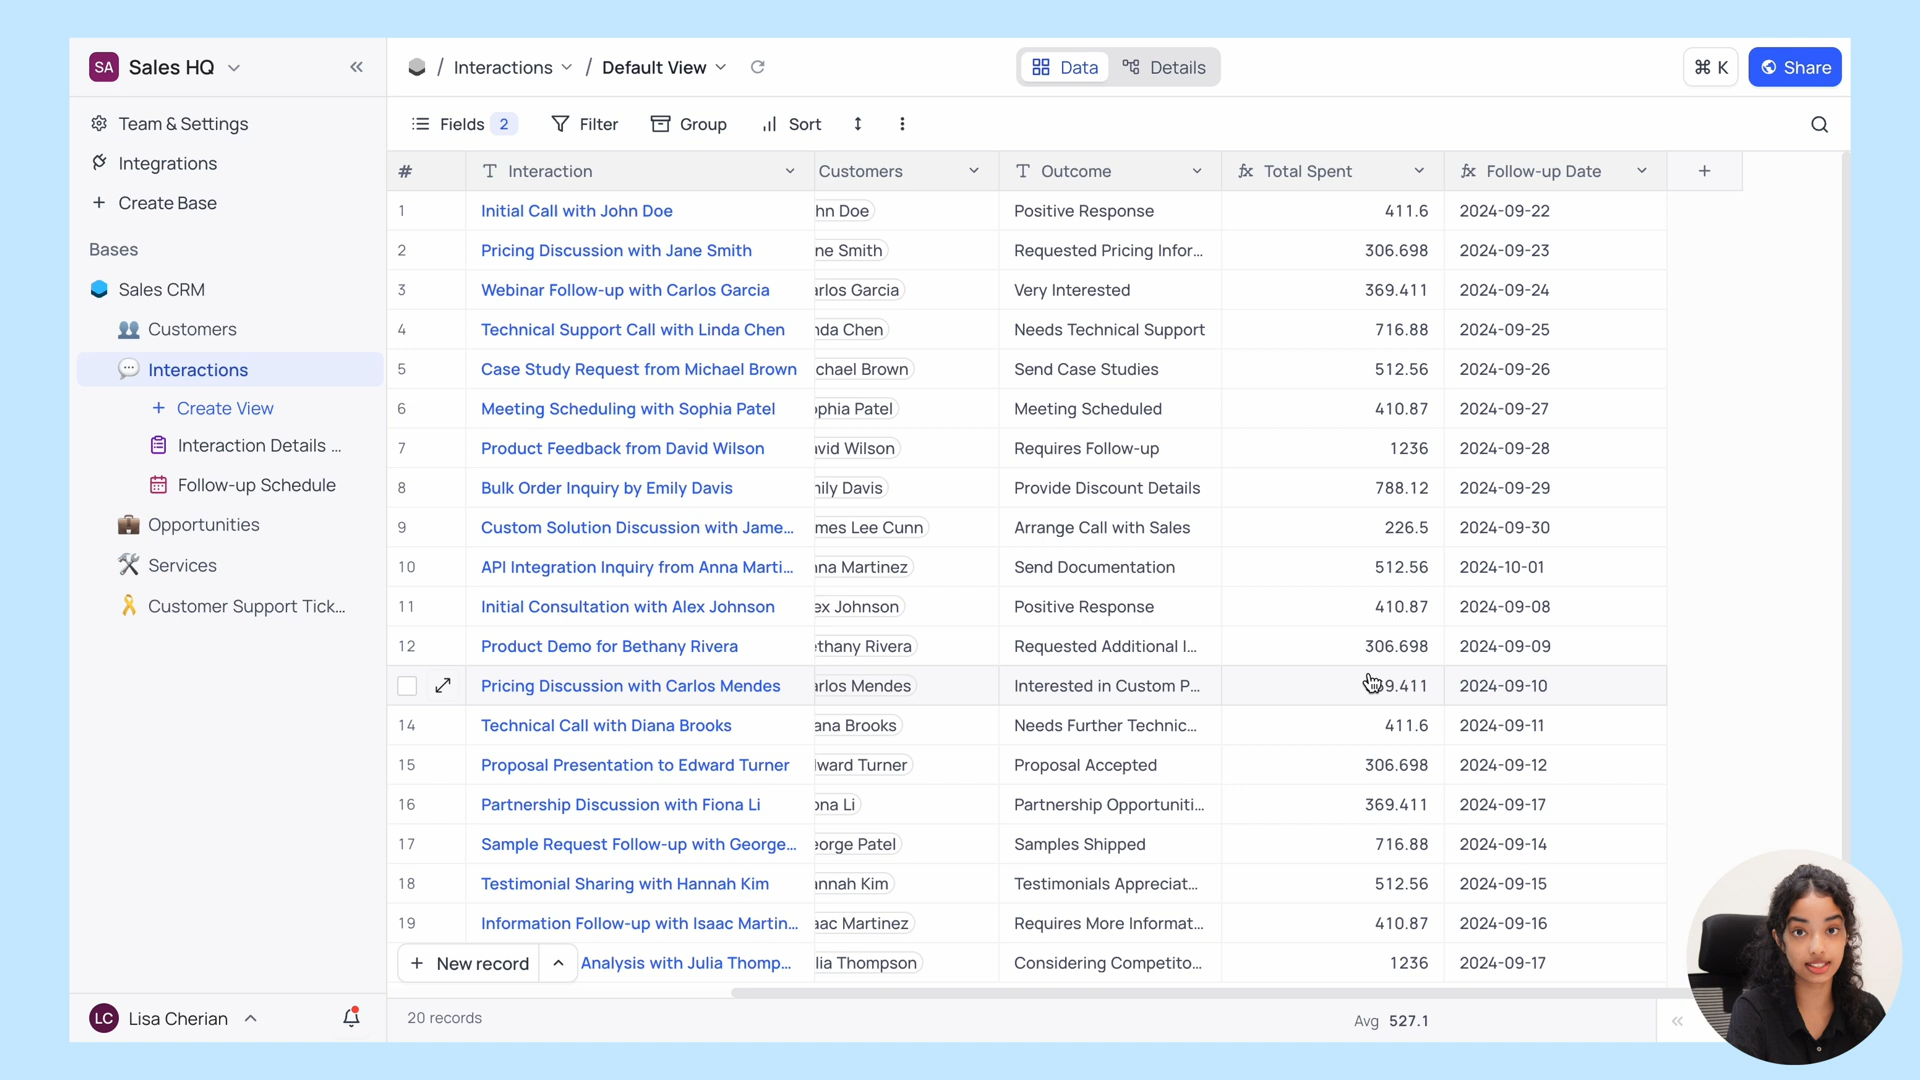 SA Sales HQ
Team & Settings
Integrations
+ Create Base
Bases
Sales CRM
Customers
Interactions
+ Create View
Interaction Details ...
Follow-up Schedule
Opportunities
Services
Customer Support Tick...
LC Lisa Cherian
/ Interactions / Default View
Data Details
⌘ K
Share
Fields 2 Filter Group Sort
# Interaction Customers Outcome Total Spent Follow-up Date +
1 Initial Call with John Doe hn Doe Positive Response 411.6 2024-09-22
2 Pricing Discussion with Jane Smith ne Smith Requested Pricing Infor... 306.698 2024-09-23
3 Webinar Follow-up with Carlos Garcia arlos Garcia Very Interested 369.411 2024-09-24
4 Technical Support Call with Linda Chen nda Chen Needs Technical Support 716.88 2024-09-25
5 Case Study Request from Michael Brown chael Brown Send Case Studies 512.56 2024-09-26
6 Meeting Scheduling with Sophia Patel ophia Patel Meeting Scheduled 410.87 2024-09-27
7 Product Feedback from David Wilson avid Wilson Requires Follow-up 1236 2024-09-28
8 Bulk Order Inquiry by Emily Davis nily Davis Provide Discount Details 788.12 2024-09-29
9 Custom Solution Discussion with Jame... mes Lee Cunn Arrange Call with Sales 226.5 2024-09-30
10 API Integration Inquiry from Anna Marti... nna Martinez Send Documentation 512.56 2024-10-01
11 Initial Consultation with Alex Johnson ex Johnson Positive Response 410.87 2024-09-08
12 Product Demo for Bethany Rivera ethany Rivera Requested Additional I... 306.698 2024-09-09
Pricing Discussion with Carlos Mendes arlos Mendes Interested in Custom P... 9.411 2024-09-10
14 Technical Call with Diana Brooks ana Brooks Needs Further Technic... 411.6 2024-09-11
15 Proposal Presentation to Edward Turner ward Turner Proposal Accepted 306.698 2024-09-12
16 Partnership Discussion with Fiona Li ona Li Partnership Opportuniti... 369.411 2024-09-17
17 Sample Request Follow-up with George... eorge Patel Samples Shipped 716.88 2024-09-14
18 Testimonial Sharing with Hannah Kim annah Kim Testimonials Appreciat... 512.56 2024-09-15
19 Information Follow-up with Isaac Martin... aac Martinez Requires More Informat... 410.87 2024-09-16
+ New record Analysis with Julia Thomp... lia Thompson Considering Competito... 1236 2024-09-17
20 records Avg 527.1